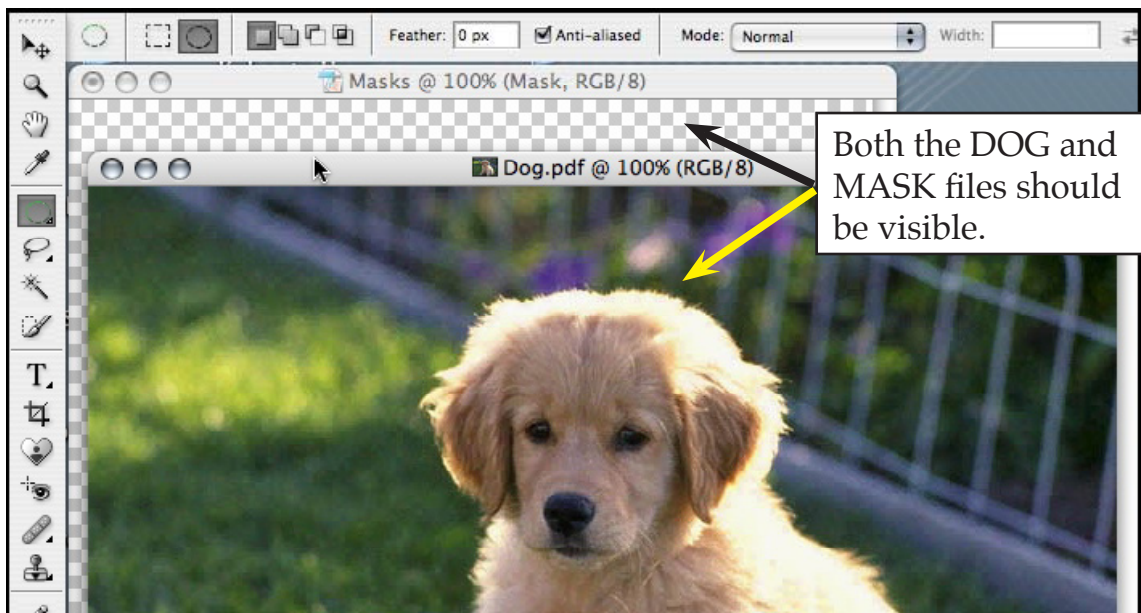 Feather: 0 px Anti-aliased Mode: Normal Width:
Masks @ 100% (Mask, RGB/8)
Dog.pdf @ 100% (RGB/8)
Both the DOG and
MASK files should
be visible.
T